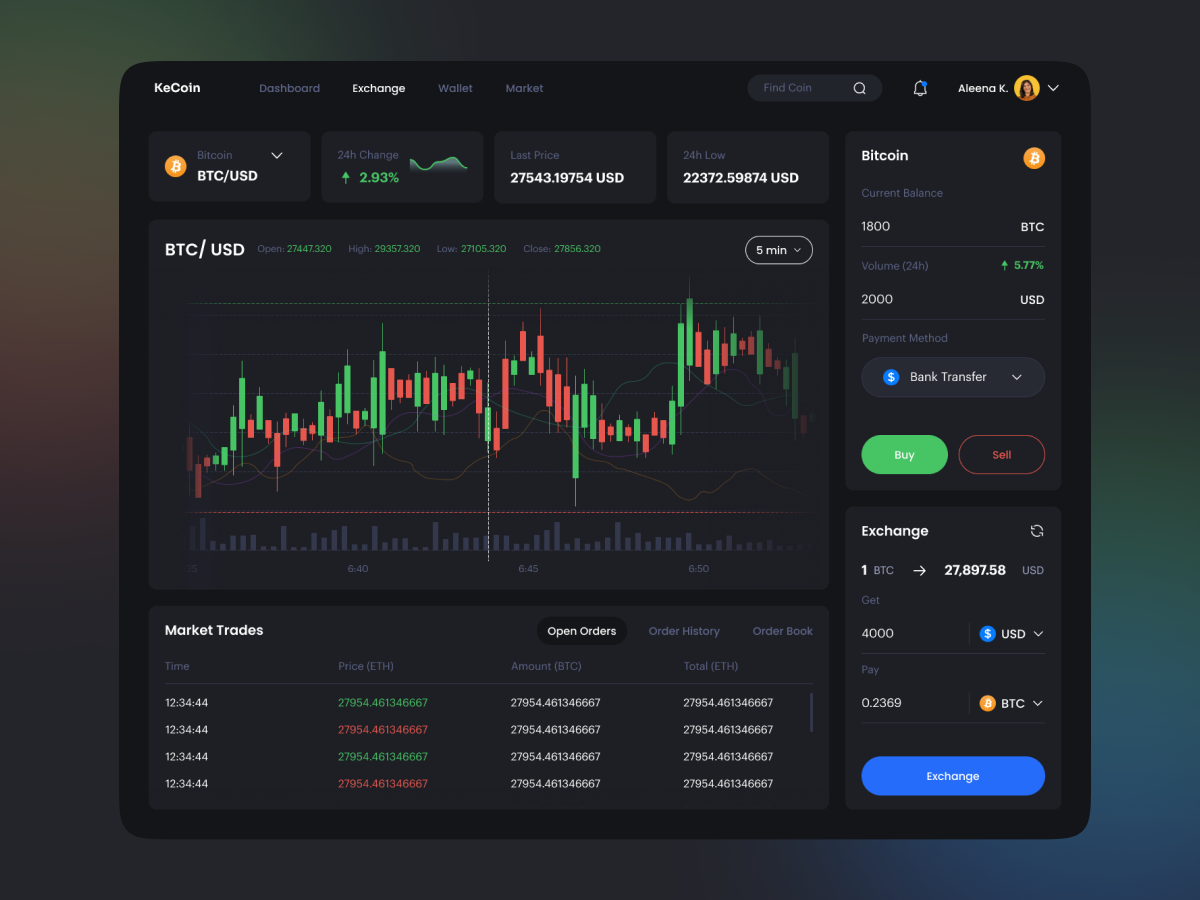 KeCoin Dashboard Exchange Wallet Market Find Coin Aleena K.
Bitcoin
BTC/USD
24h Change
2.93%
Last Price
27543.19754 USD
24h Low
22372.59874 USD
BTC/ USD Open: 27447.320 High: 29357.320 Low: 27105.320 Close: 27856.320 5 min
6:40 6:45 6:50
Market Trades Open Orders Order History Order Book
Time Price (ETH) Amount (BTC) Total (ETH)
12:34:44 27954.461346667 27954.461346667 27954.461346667
12:34:44 27954.461346667 27954.461346667 27954.461346667
12:34:44 27954.461346667 27954.461346667 27954.461346667
12:34:44 27954.461346667 27954.461346667 27954.461346667
Bitcoin
Current Balance
1800 BTC
Volume (24h) 5.77%
2000 USD
Payment Method
$ Bank Transfer
Buy Sell
Exchange
1 BTC → 27,897.58 USD
Get
4000 $ USD
Pay
0.2369 BTC
Exchange